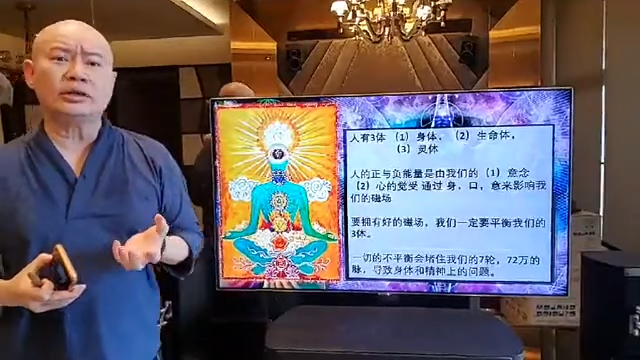 人有3体 (1) 身体, (2) 生命体,
(3) 灵体
人的正与负能量是由我们的 (1) 意念
(2) 心的觉受 通过 身, 口, 意来影响我
们的磁场
要拥有好的磁场, 我们一定要平衡我们的
3体.
一切的不平衡会堵住我们的7轮, 72万的
脉, 导致身体和精神上的问题.